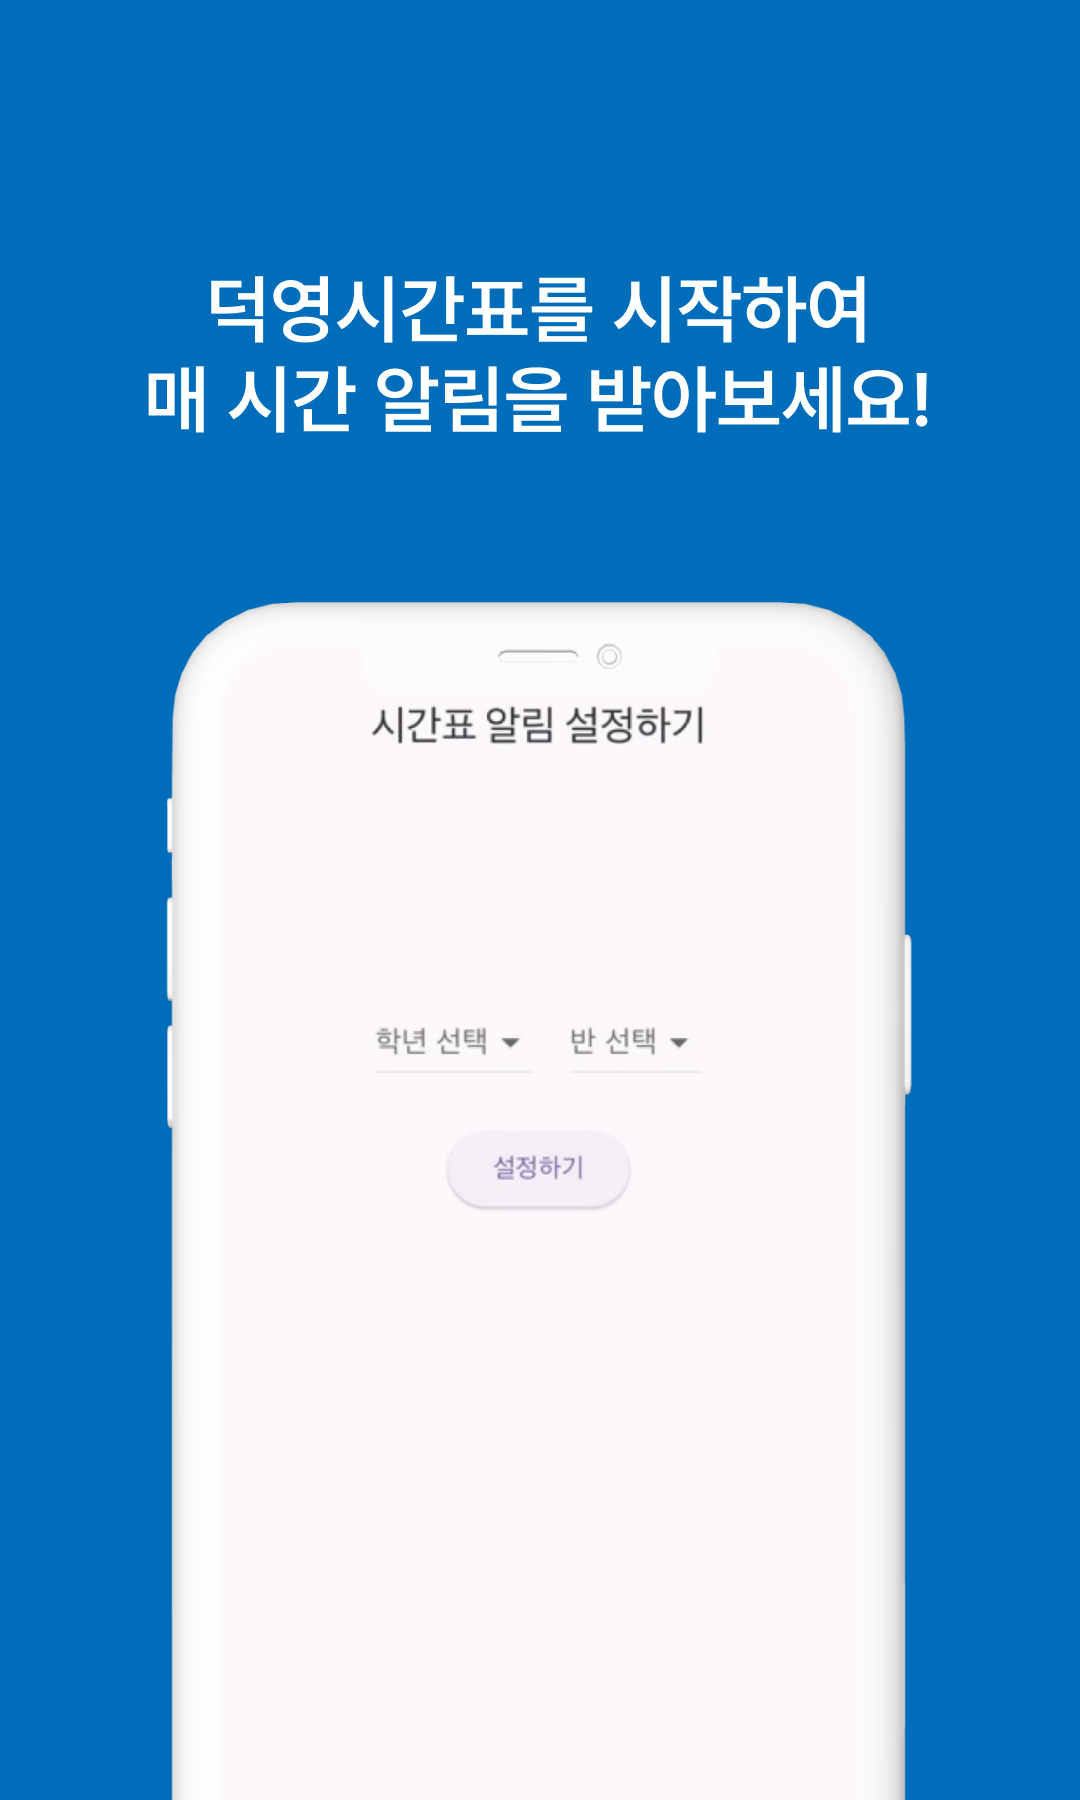 덕영시간표를 시작하여
매 시간 알림을 받아보세요!
시간표 알림 설정하기
학년 선택 반 선택
설정하기